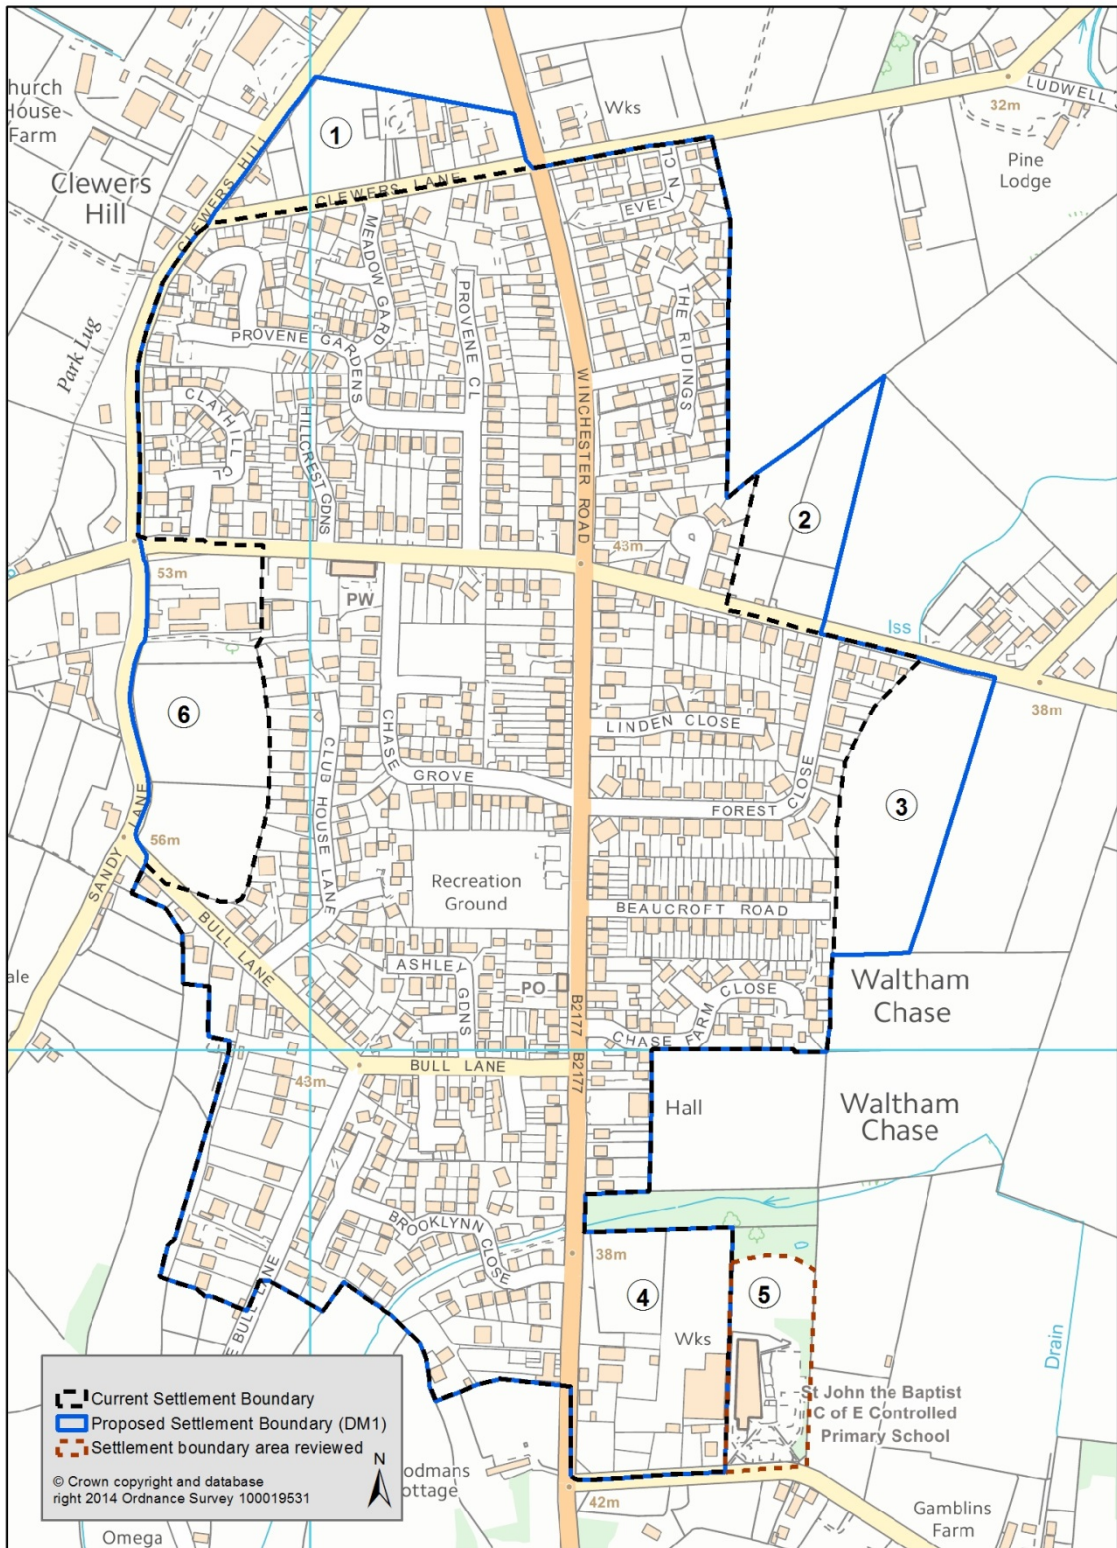 hurch
House
Farm
Clewers
Hill
CLEWERS HILL
1
Wks
LUDWELL
32m
Pine
Lodge
CLEWERS LANE
EVELYN CL
MEADOW GARD
PROVENE CL
THE RIDINGS
PROVENE GARDENS
Park Lug
CLAYHILL CL
HILLCREST GDNS
WINCHESTER ROAD
2
43m
53m
PW
Iss
38m
6
LINDEN CLOSE
CHASE
GROVE
CLUB HOUSE LANE
FOREST CLOSE
3
SANDY LANE
56m
Recreation
Ground
BEAUCROFT ROAD
BULL LANE
ale
ASHLEY
GDNS
PO
B2177
B2177
CHASE FARM CLOSE
Waltham
Chase
BULL LANE
43m
Hall
Waltham
Chase
BROOKLYNN CLOSE
38m
4
5
Wks
E BULL LANE
Drain
St John the Baptist
C of E Controlled
Primary School
Current Settlement Boundary
Proposed Settlement Boundary (DM1)
Settlement boundary area reviewed
N
© Crown copyright and database
right 2014 Ordnance Survey 100019531
odmans
ottage
42m
Gamblins
Farm
Omega